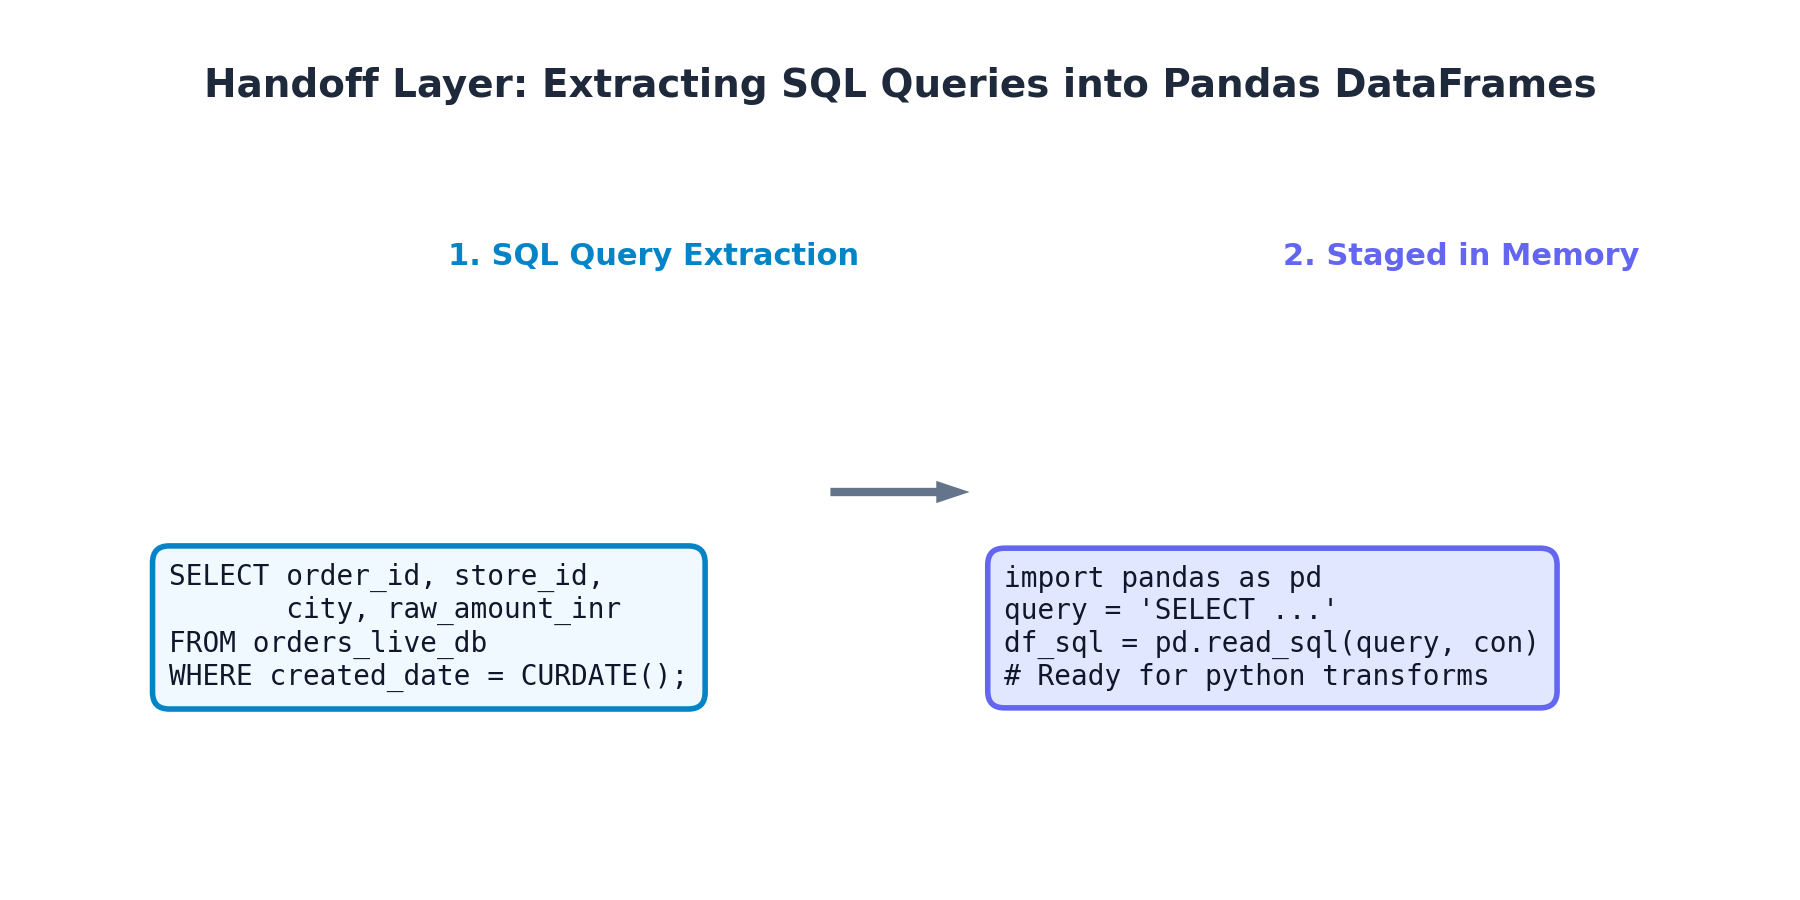 Handoff Layer: Extracting SQL Queries into Pandas DataFrames
1. SQL Query Extraction
SELECT order_id, store_id,
       city, raw_amount_inr
FROM orders_live_db
WHERE created_date = CURDATE();
2. Staged in Memory
import pandas as pd
query = 'SELECT ...'
df_sql = pd.read_sql(query, con)
# Ready for python transforms